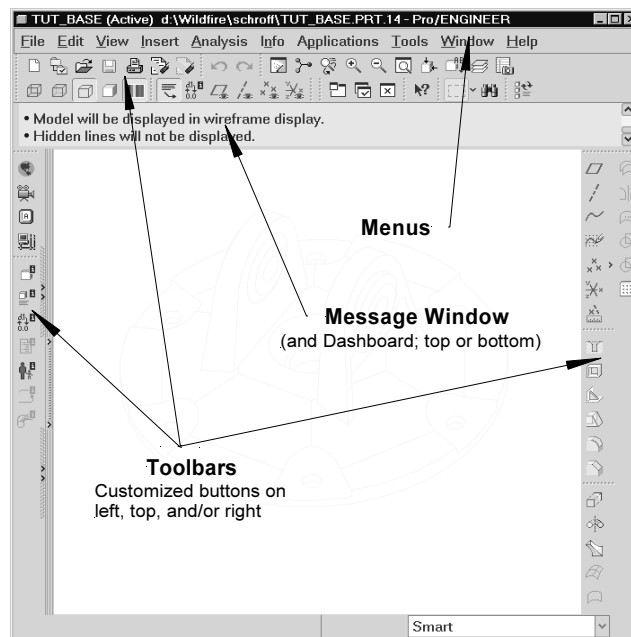 TUT_BASE (Active) d:\Wildfire\schroff\TUT_BASE.PRT.14 - Pro/ENGINEER
File Edit View Insert Analysis Info Applications Tools Window Help
• Model will be displayed in wireframe display.
• Hidden lines will not be displayed.
Menus
Message Window
(and Dashboard; top or bottom)
Toolbars
Customized buttons on
left, top, and/or right
Smart